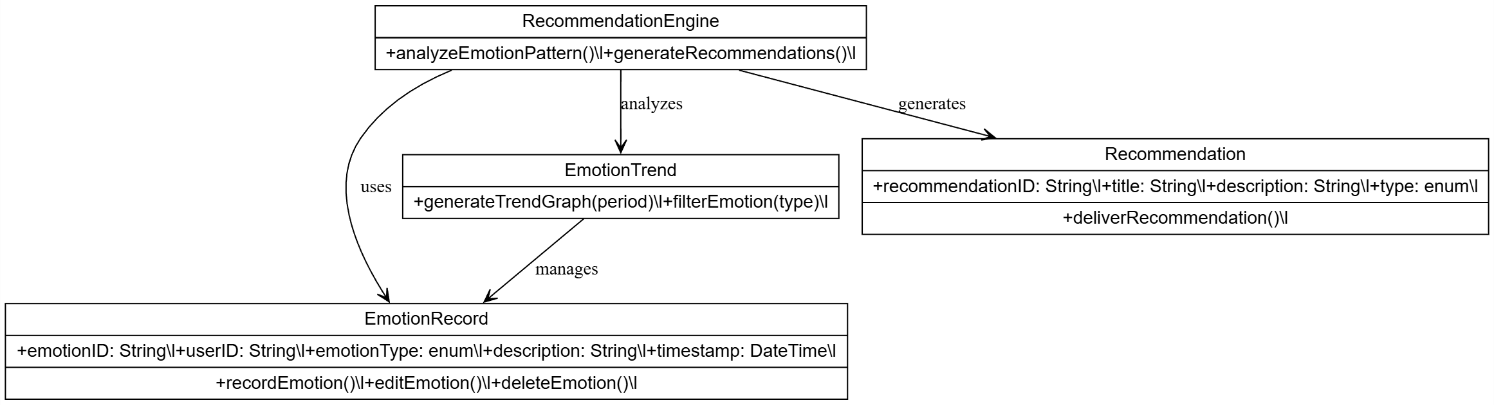 RecommendationEngine
+analyzeEmotionPattern()\l+generateRecommendations()\l
analyzes
generates
Recommendation
+recommendationID: String\l+title: String\l+description: String\l+type: enum\l
+deliverRecommendation()\l
EmotionTrend
+generateTrendGraph(period)\l+filterEmotion(type)\l
uses
manages
EmotionRecord
+emotionID: String\l+userID: String\l+emotionType: enum\l+description: String\l+timestamp: DateTime\l
+recordEmotion()\l+editEmotion()\l+deleteEmotion()\l